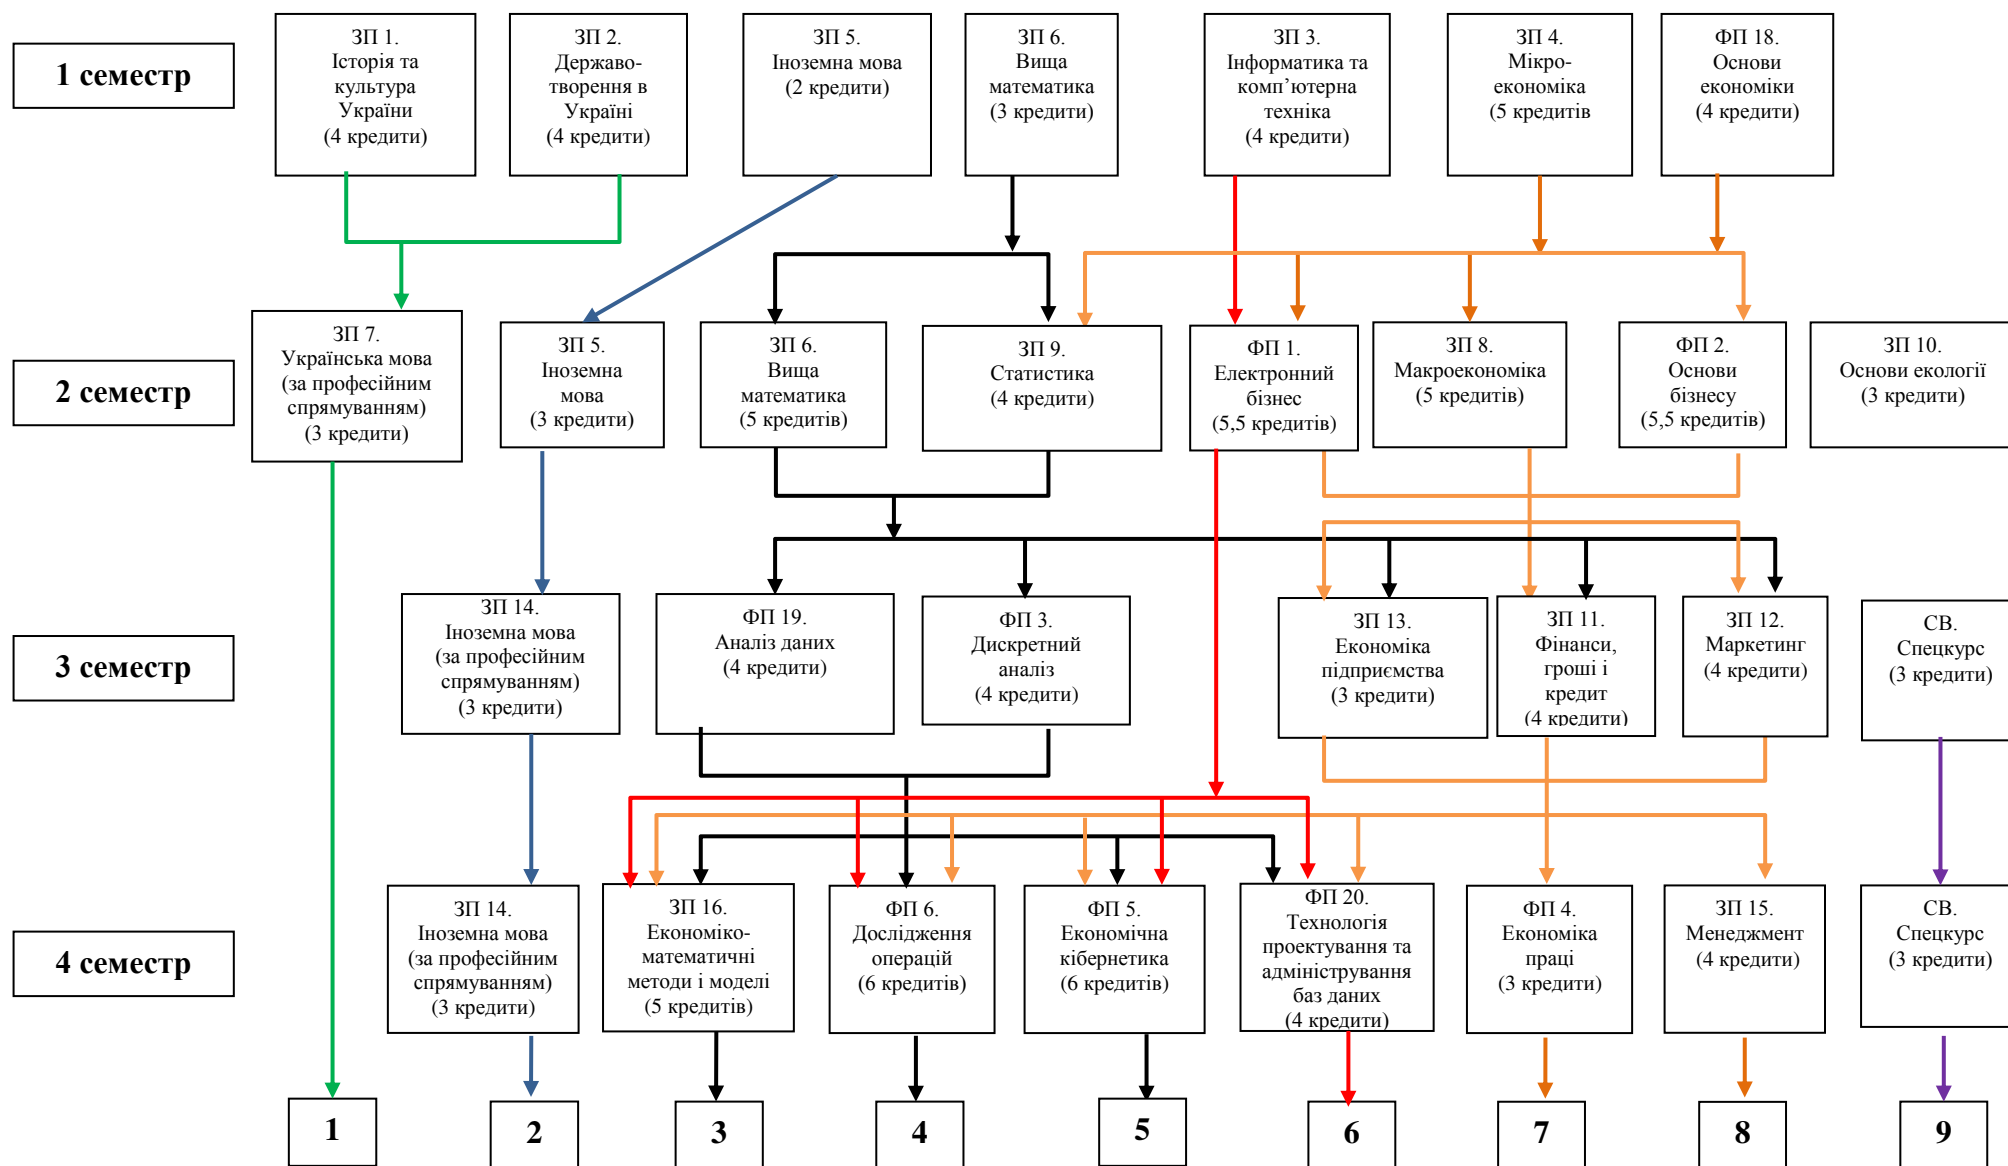 1 семестр
ЗП 1.
Історія та
культура
України
(4 кредити)
ЗП 2.
Державо-
творення в
Україні
(4 кредити)
ЗП 5.
Іноземна мова
(2 кредити)
ЗП 6.
Вища
математика
(3 кредити)
ЗП 3.
Інформатика та
комп’ютерна
техніка
(4 кредити)
ЗП 4.
Мікро-
економіка
(5 кредитів
ФП 18.
Основи
економіки
(4 кредити)
2 семестр
ЗП 7.
Українська мова
(за професійним
спрямуванням)
(3 кредити)
ЗП 5.
Іноземна
мова
(3 кредити)
ЗП 6.
Вища
математика
(5 кредитів)
ЗП 9.
Статистика
(4 кредити)
ФП 1.
Електронний
бізнес
(5,5 кредитів)
ЗП 8.
Макроекономіка
(5 кредитів)
ФП 2.
Основи
бізнесу
(5,5 кредитів)
ЗП 10.
Основи екології
(3 кредити)
3 семестр
ЗП 14.
Іноземна мова
(за професійним
спрямуванням)
(3 кредити)
ФП 19.
Аналіз даних
(4 кредити)
ФП 3.
Дискретний
аналіз
(4 кредити)
ЗП 13.
Економіка
підприємства
(3 кредити)
ЗП 11.
Фінанси,
гроші і
кредит
(4 кредити)
ЗП 12.
Маркетинг
(4 кредити)
СВ.
Спецкурс
(3 кредити)
4 семестр
ЗП 14.
Іноземна мова
(за професійним
спрямуванням)
(3 кредити)
ЗП 16.
Економіко-
математичні
методи і моделі
(5 кредитів)
ФП 6.
Дослідження
операцій
(6 кредитів)
ФП 5.
Економічна
кібернетика
(6 кредитів)
ФП 20.
Технологія
проектування та
адміністрування
баз даних
(4 кредити)
ФП 4.
Економіка
праці
(3 кредити)
ЗП 15.
Менеджмент
(4 кредити)
СВ.
Спецкурс
(3 кредити)
1
2
3
4
5
6
7
8
9